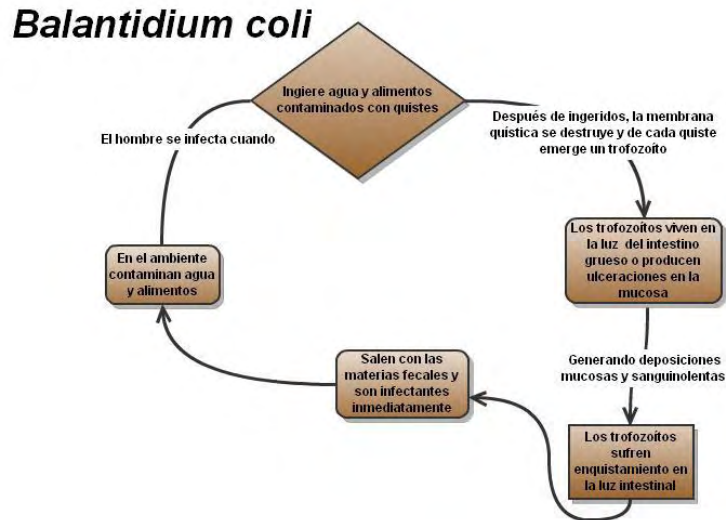 Balantidium coli
Ingiere agua y alimentos
contaminados con quistes
Después de ingeridos, la membrana
quística se destruye y de cada quiste
emerge un trofozoíto
El hombre se infecta cuando
Los trofozoítos viven en
la luz del intestino
grueso o producen
ulceraciones en la
mucosa
En el ambiente
contaminan agua
y alimentos
Generando deposiciones
mucosas y sanguinolentas
Salen con las
materias fecales y
son infectantes
inmediatamente
Los trofozoítos
sufren
enquistamiento en
la luz intestinal